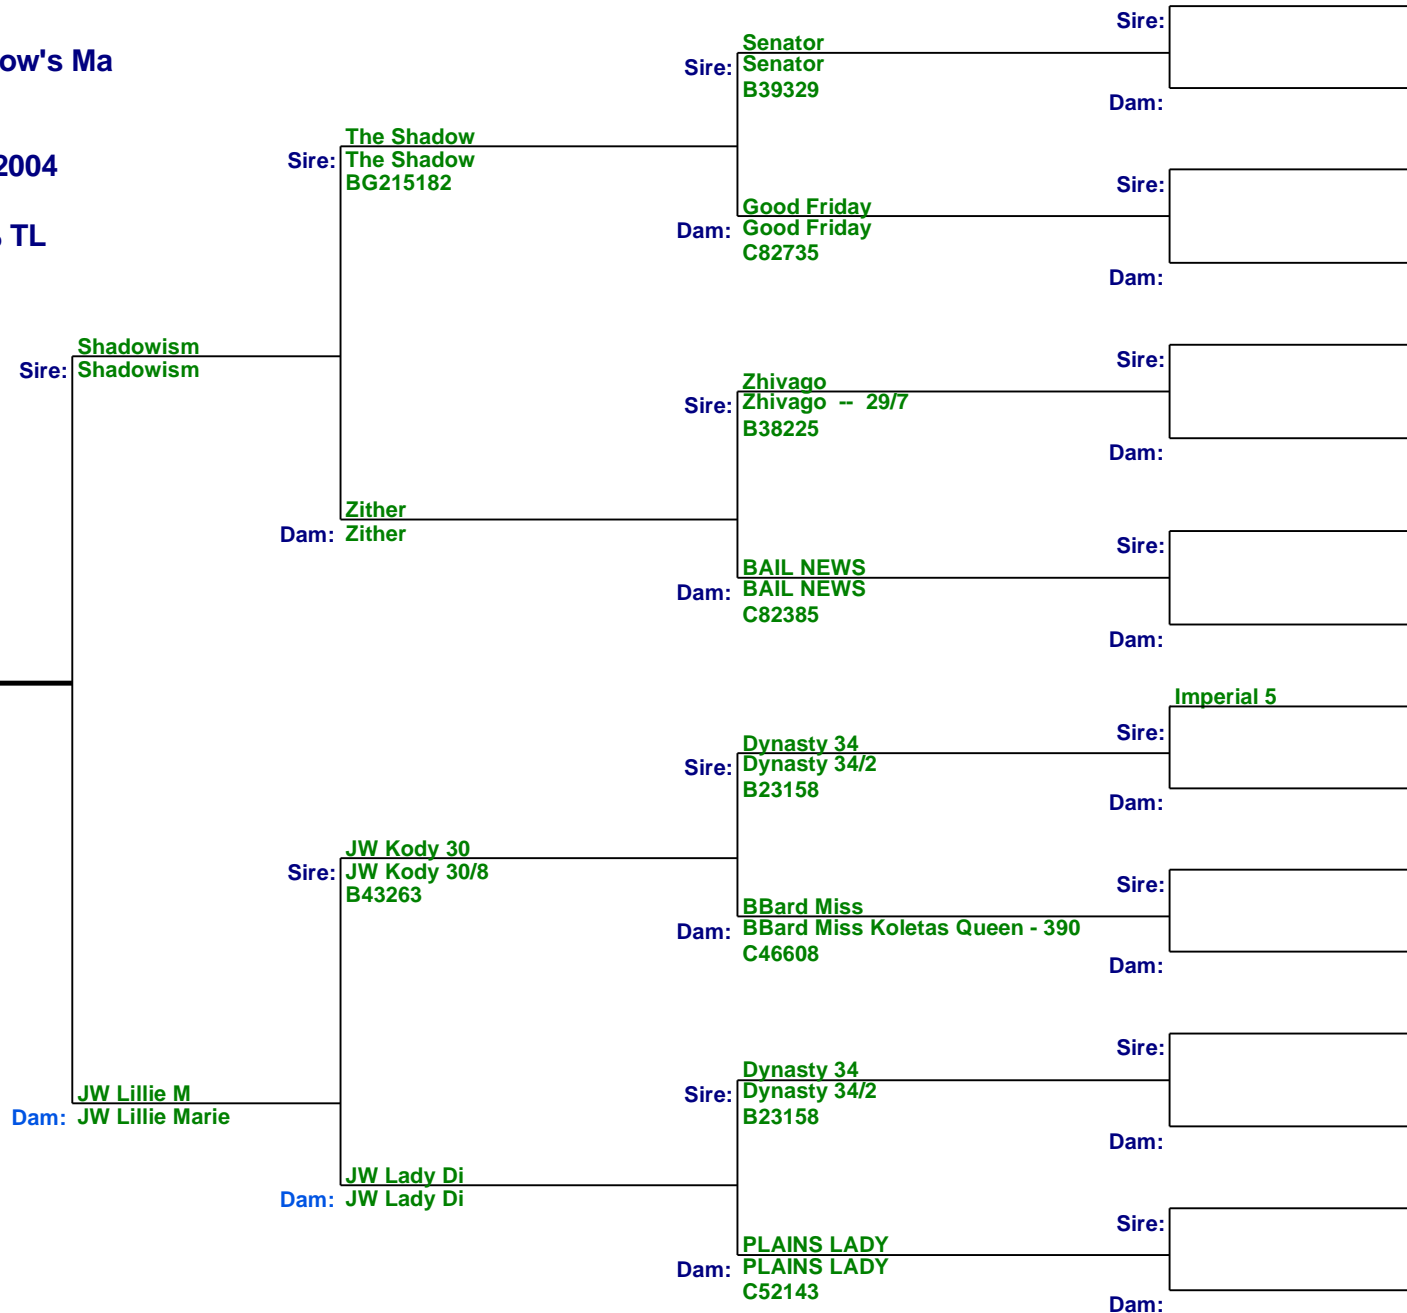 ow's Ma
2004
TL
Sire:
Shadowism
Shadowism
Dam:
JW Lillie M
JW Lillie Marie
Sire:
The Shadow
The Shadow
BG215182
Dam:
Zither
Zither
Sire:
JW Kody 30
JW Kody 30/8
B43263
Dam:
JW Lady Di
JW Lady Di
Sire:
Senator
Senator
B39329
Dam:
Good Friday
Good Friday
C82735
Sire:
Zhivago
Zhivago -- 29/7
B38225
Dam:
BAIL NEWS
BAIL NEWS
C82385
Sire:
Dynasty 34
Dynasty 34/2
B23158
Dam:
BBard Miss
BBard Miss Koletas Queen - 390
C46608
Sire:
Dynasty 34
Dynasty 34/2
B23158
Dam:
PLAINS LADY
PLAINS LADY
C52143
Sire:
Dam:
Sire:
Dam:
Sire:
Dam:
Sire:
Dam:
Imperial 5
Sire:
Dam:
Sire:
Dam:
Sire:
Dam:
Sire:
Dam: